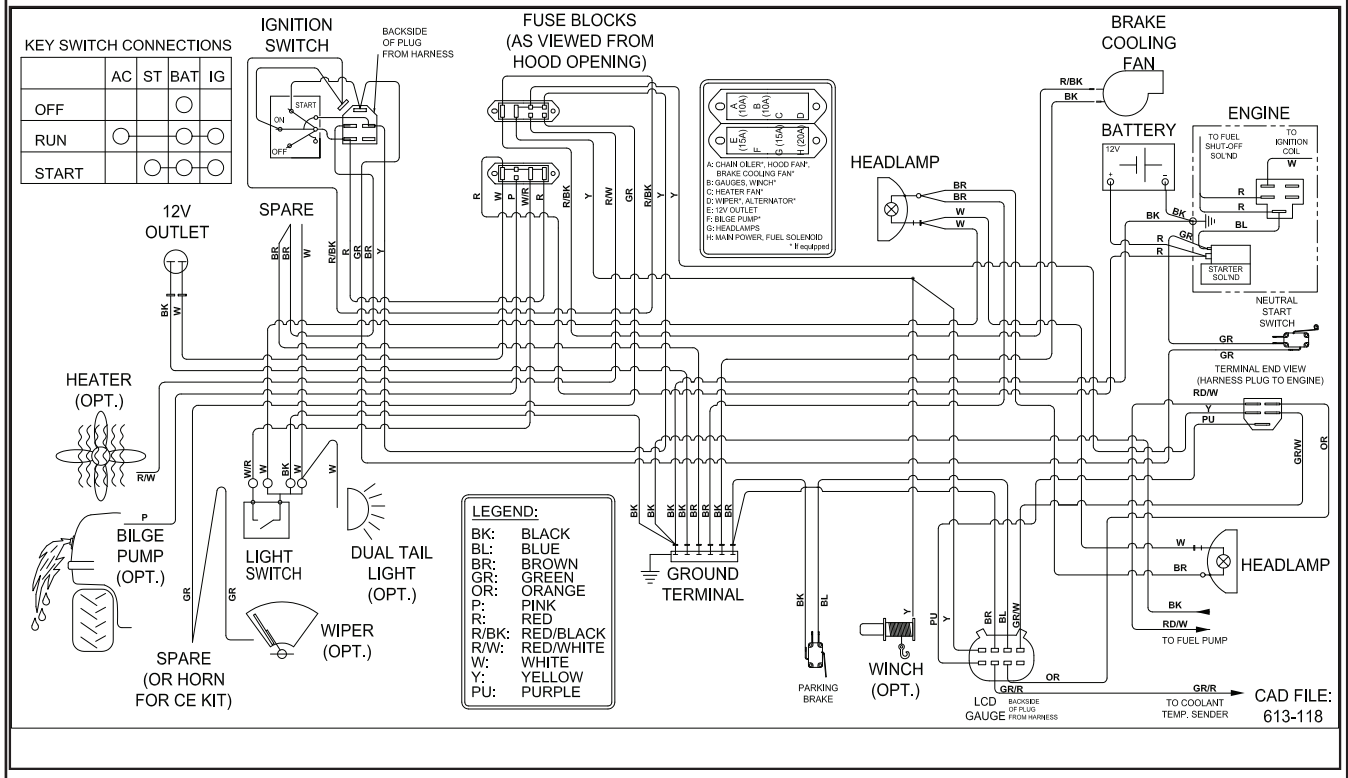 KEY SWITCH CONNECTIONS
AC ST BAT IG
OFF
RUN
START
IGNITION
SWITCH
BACKSIDE
OF PLUG
FROM HARNESS
START
ON
OFF
FUSE BLOCKS
(AS VIEWED FROM
HOOD OPENING)
A
(10A)
B
(10A)
C
D
E
(15A)
F
G (15A)
H (20A)
A: CHAIN OILER*, HOOD FAN*,
BRAKE COOLING FAN*
B: GAUGES, WINCH*
C: HEATER FAN*
D: WIPER*, ALTERNATOR*
E: 12V OUTLET
F: BILGE PUMP*
G: HEADLAMPS
H: MAIN POWER, FUEL SOLENOID
* If equipped
BRAKE
COOLING
FAN
R/BK
BK
BATTERY
12V
+
-
ENGINE
TO FUEL
SHUT-OFF
SOL'ND
TO
IGNITION
COIL
W
R
R
BL
BK
BK
GR
R
R
STARTER
SOL'ND
NEUTRAL
START
SWITCH
GR
GR
HEADLAMP
BR
BR
W
W
12V
OUTLET
BK
W
SPARE
BR
BR
W
R/BK
R
GR
BR
Y
R
W
P
W/R
R
R/BK
Y
R/W
GR
R/BK
Y
Y
TERMINAL END VIEW
(HARNESS PLUG TO ENGINE)
RD/W
Y
PU
GR/W
OR
HEATER
(OPT.)
R/W
P
BILGE
PUMP
(OPT.)
GR
GR
W/R
W
BK
W
W
LIGHT
SWITCH
DUAL TAIL
LIGHT
(OPT.)
WIPER
(OPT.)
SPARE
(OR HORN
FOR CE KIT)
LEGEND:
BK: BLACK
BL: BLUE
BR: BROWN
GR: GREEN
OR: ORANGE
P: PINK
R: RED
R/BK: RED/BLACK
R/W: RED/WHITE
W: WHITE
Y: YELLOW
PU: PURPLE
BK
BK
BK
BR
BR
BK
BR
GROUND
TERMINAL
BK
BL
PARKING
BRAKE
Y
WINCH
(OPT.)
PU
Y
BR
BL
GR/W
OR
GR/R
LCD
GAUGE
BACKSIDE
OF PLUG
FROM HARNESS
W
BR
HEADLAMP
BK
RD/W
TO FUEL PUMP
GR/R
TO COOLANT
TEMP. SENDER
CAD FILE:
613-118